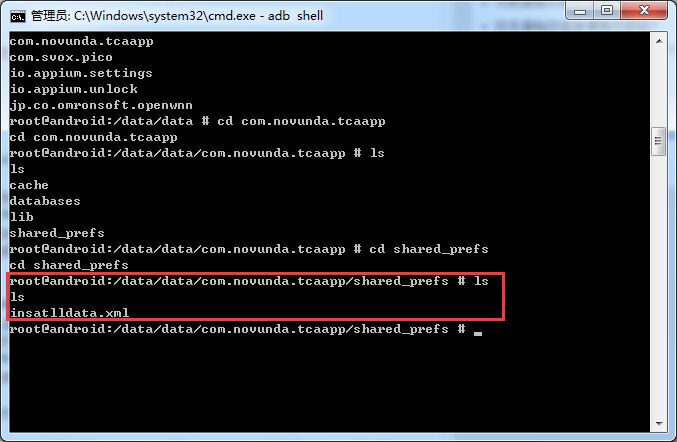 管理员: C:\Windows\system32\cmd.exe - adb  shell
com.novunda.tcaapp
com.svox.pico
io.appium.settings
io.appium.unlock
jp.co.omronsoft.openwnn
root@android:/data/data # cd com.novunda.tcaapp
cd com.novunda.tcaapp
root@android:/data/data/com.novunda.tcaapp # ls
ls
cache
databases
lib
shared_prefs
root@android:/data/data/com.novunda.tcaapp # cd shared_prefs
cd shared_prefs
root@android:/data/data/com.novunda.tcaapp/shared_prefs # ls
ls
insatlldata.xml
root@android:/data/data/com.novunda.tcaapp/shared_prefs # _